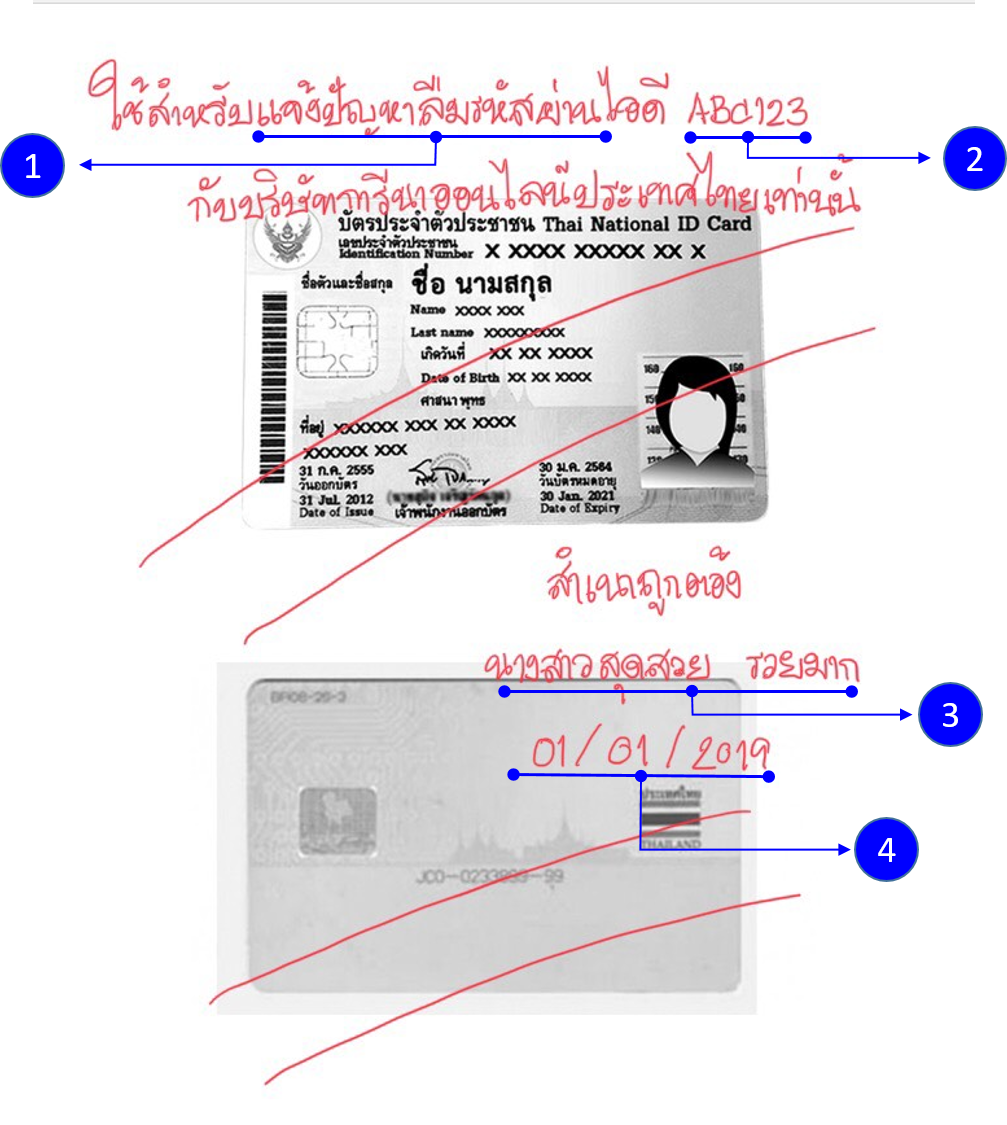 ใช้สำหรับแจ้งปัญหาลืมรหัสผ่านไอดี ABC123
1
2
กับบริษัทการีนาออนไลน์ประเทศไทยเท่านั้น
บัตรประจำตัวประชาชน Thai National ID Card
เลขประจำตัวประชาชน
Identification Number X XXXX XXXXX XX X
ชื่อตัวและชื่อสกุล ชื่อ นามสกุล
Name XXXX XXX
Last name XXXXXXXXX
เกิดวันที่ XX XX XXXX
Date of Birth XX XX XXXX
ศาสนา พุทธ
ที่อยู่ XXXXXXX XXX XX XXXX
XXXXXX XXX
31 ก.ค. 2555
วันออกบัตร
31 Jul. 2012
Date of Issue
เจ้าพนักงานออกบัตร
30 ม.ค. 2564
วันบัตรหมดอายุ
30 Jan. 2021
Date of Expiry
160 160
150 150
140 140
สำเนาถูกต้อง
นางสาวสุดสวย รวยมาก
3
01/01/2019
ประเทศไทย
THAILAND
4